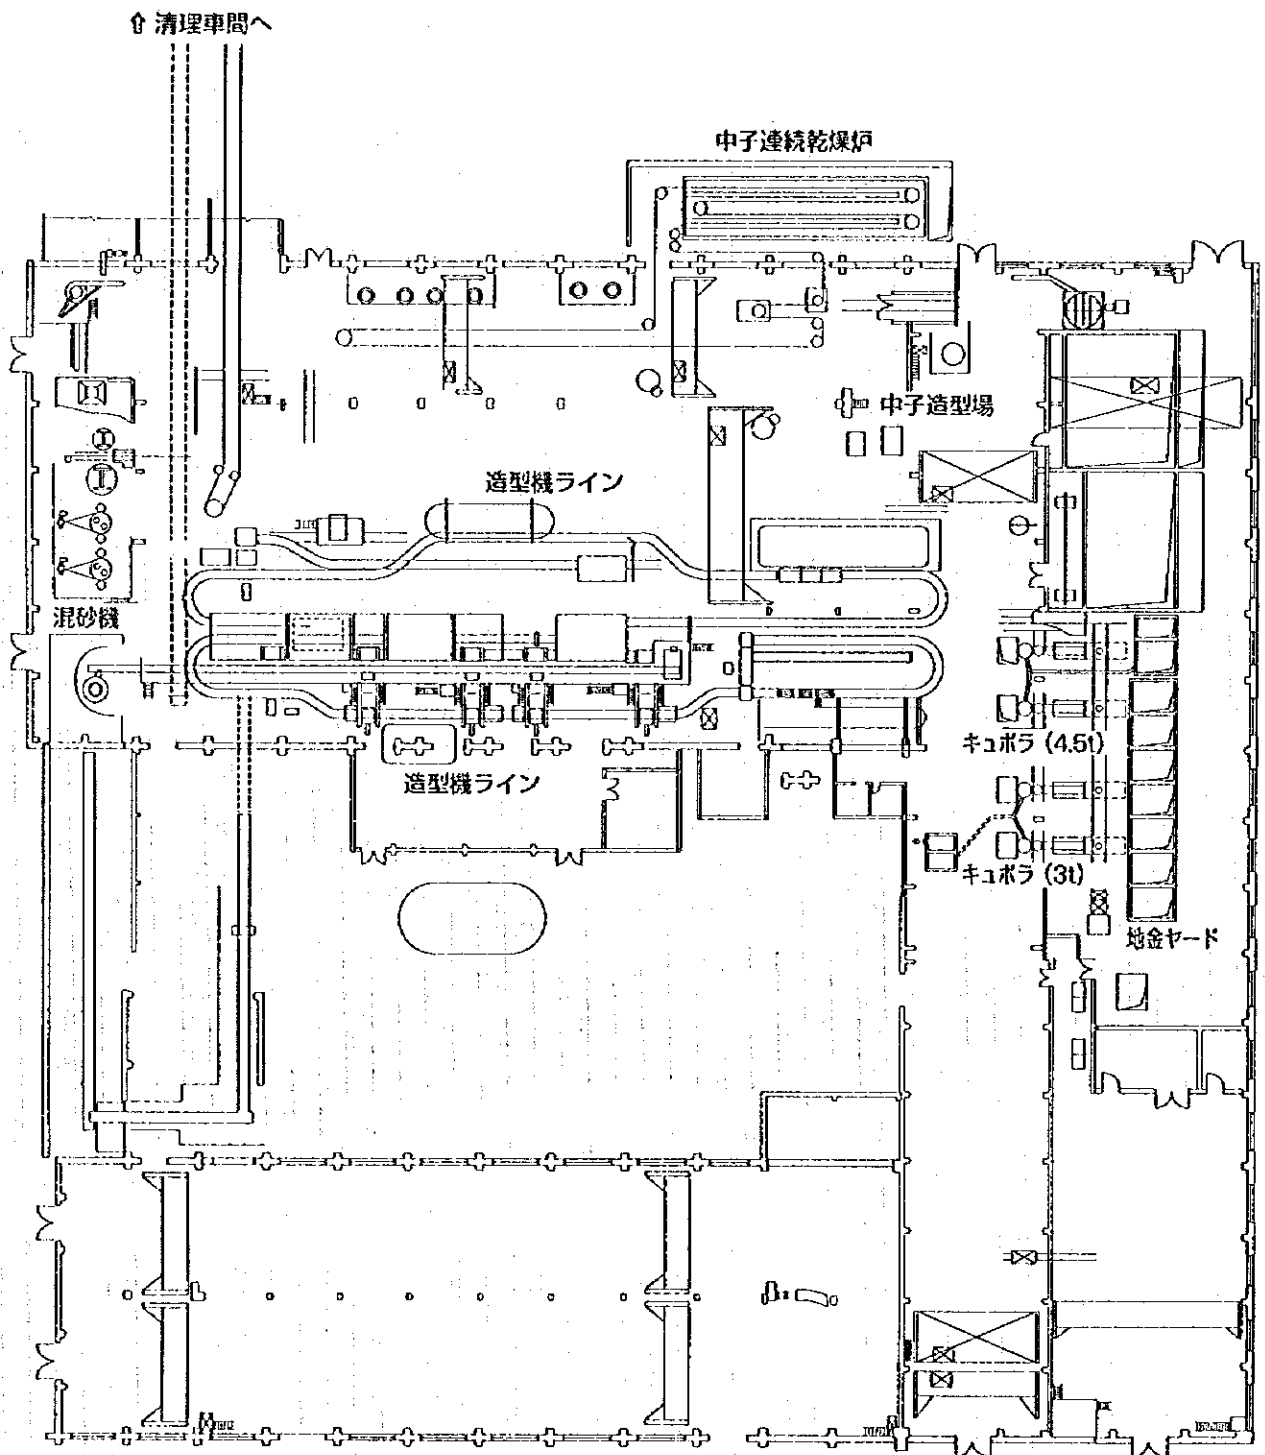 ⇧ 清理車間へ
中子連続乾燥炉
中子造型場
造型機ライン
混砂機
キュポラ (4.5t)
造型機ライン
キュポラ (3t)
地金ヤード